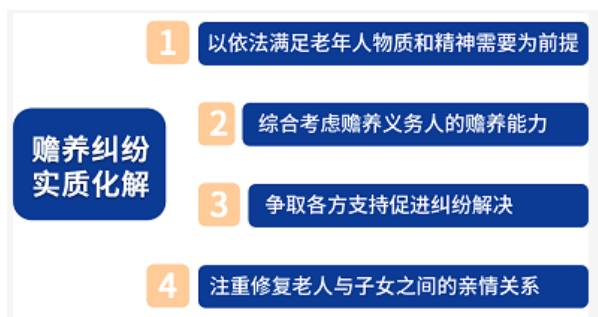 1
以依法满足老年人物质和精神需要为前提
2
综合考虑赡养义务人的赡养能力
赡养纠纷
实质化解
3
争取各方支持促进纠纷解决
4
注重修复老人与子女之间的亲情关系